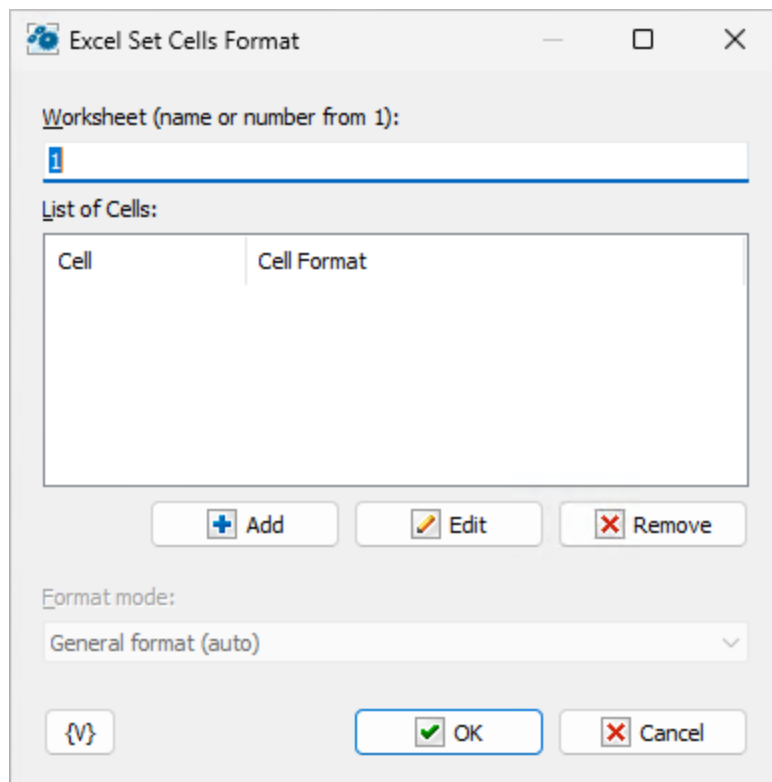 Excel Set Cells Format
Worksheet (name or number from 1):
1
List of Cells:
Cell Cell Format
Add Edit Remove
Format mode:
General format (auto)
{V} OK Cancel